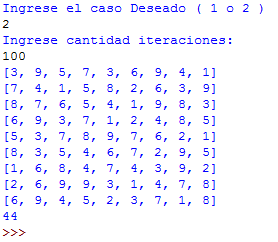 Ingrese el caso Deseado ( 1 o 2 )
2
Ingrese cantidad iteraciones:
100
[3, 9, 5, 7, 3, 6, 9, 4, 1]
[7, 4, 1, 5, 8, 2, 6, 3, 9]
[8, 7, 6, 5, 4, 1, 9, 8, 3]
[6, 9, 3, 7, 1, 2, 4, 8, 5]
[5, 3, 7, 8, 9, 7, 6, 2, 1]
[8, 3, 5, 4, 6, 7, 2, 9, 5]
[1, 6, 8, 4, 7, 4, 3, 9, 2]
[2, 6, 9, 9, 3, 1, 4, 7, 8]
[6, 9, 4, 5, 2, 3, 7, 1, 8]
44
>>>